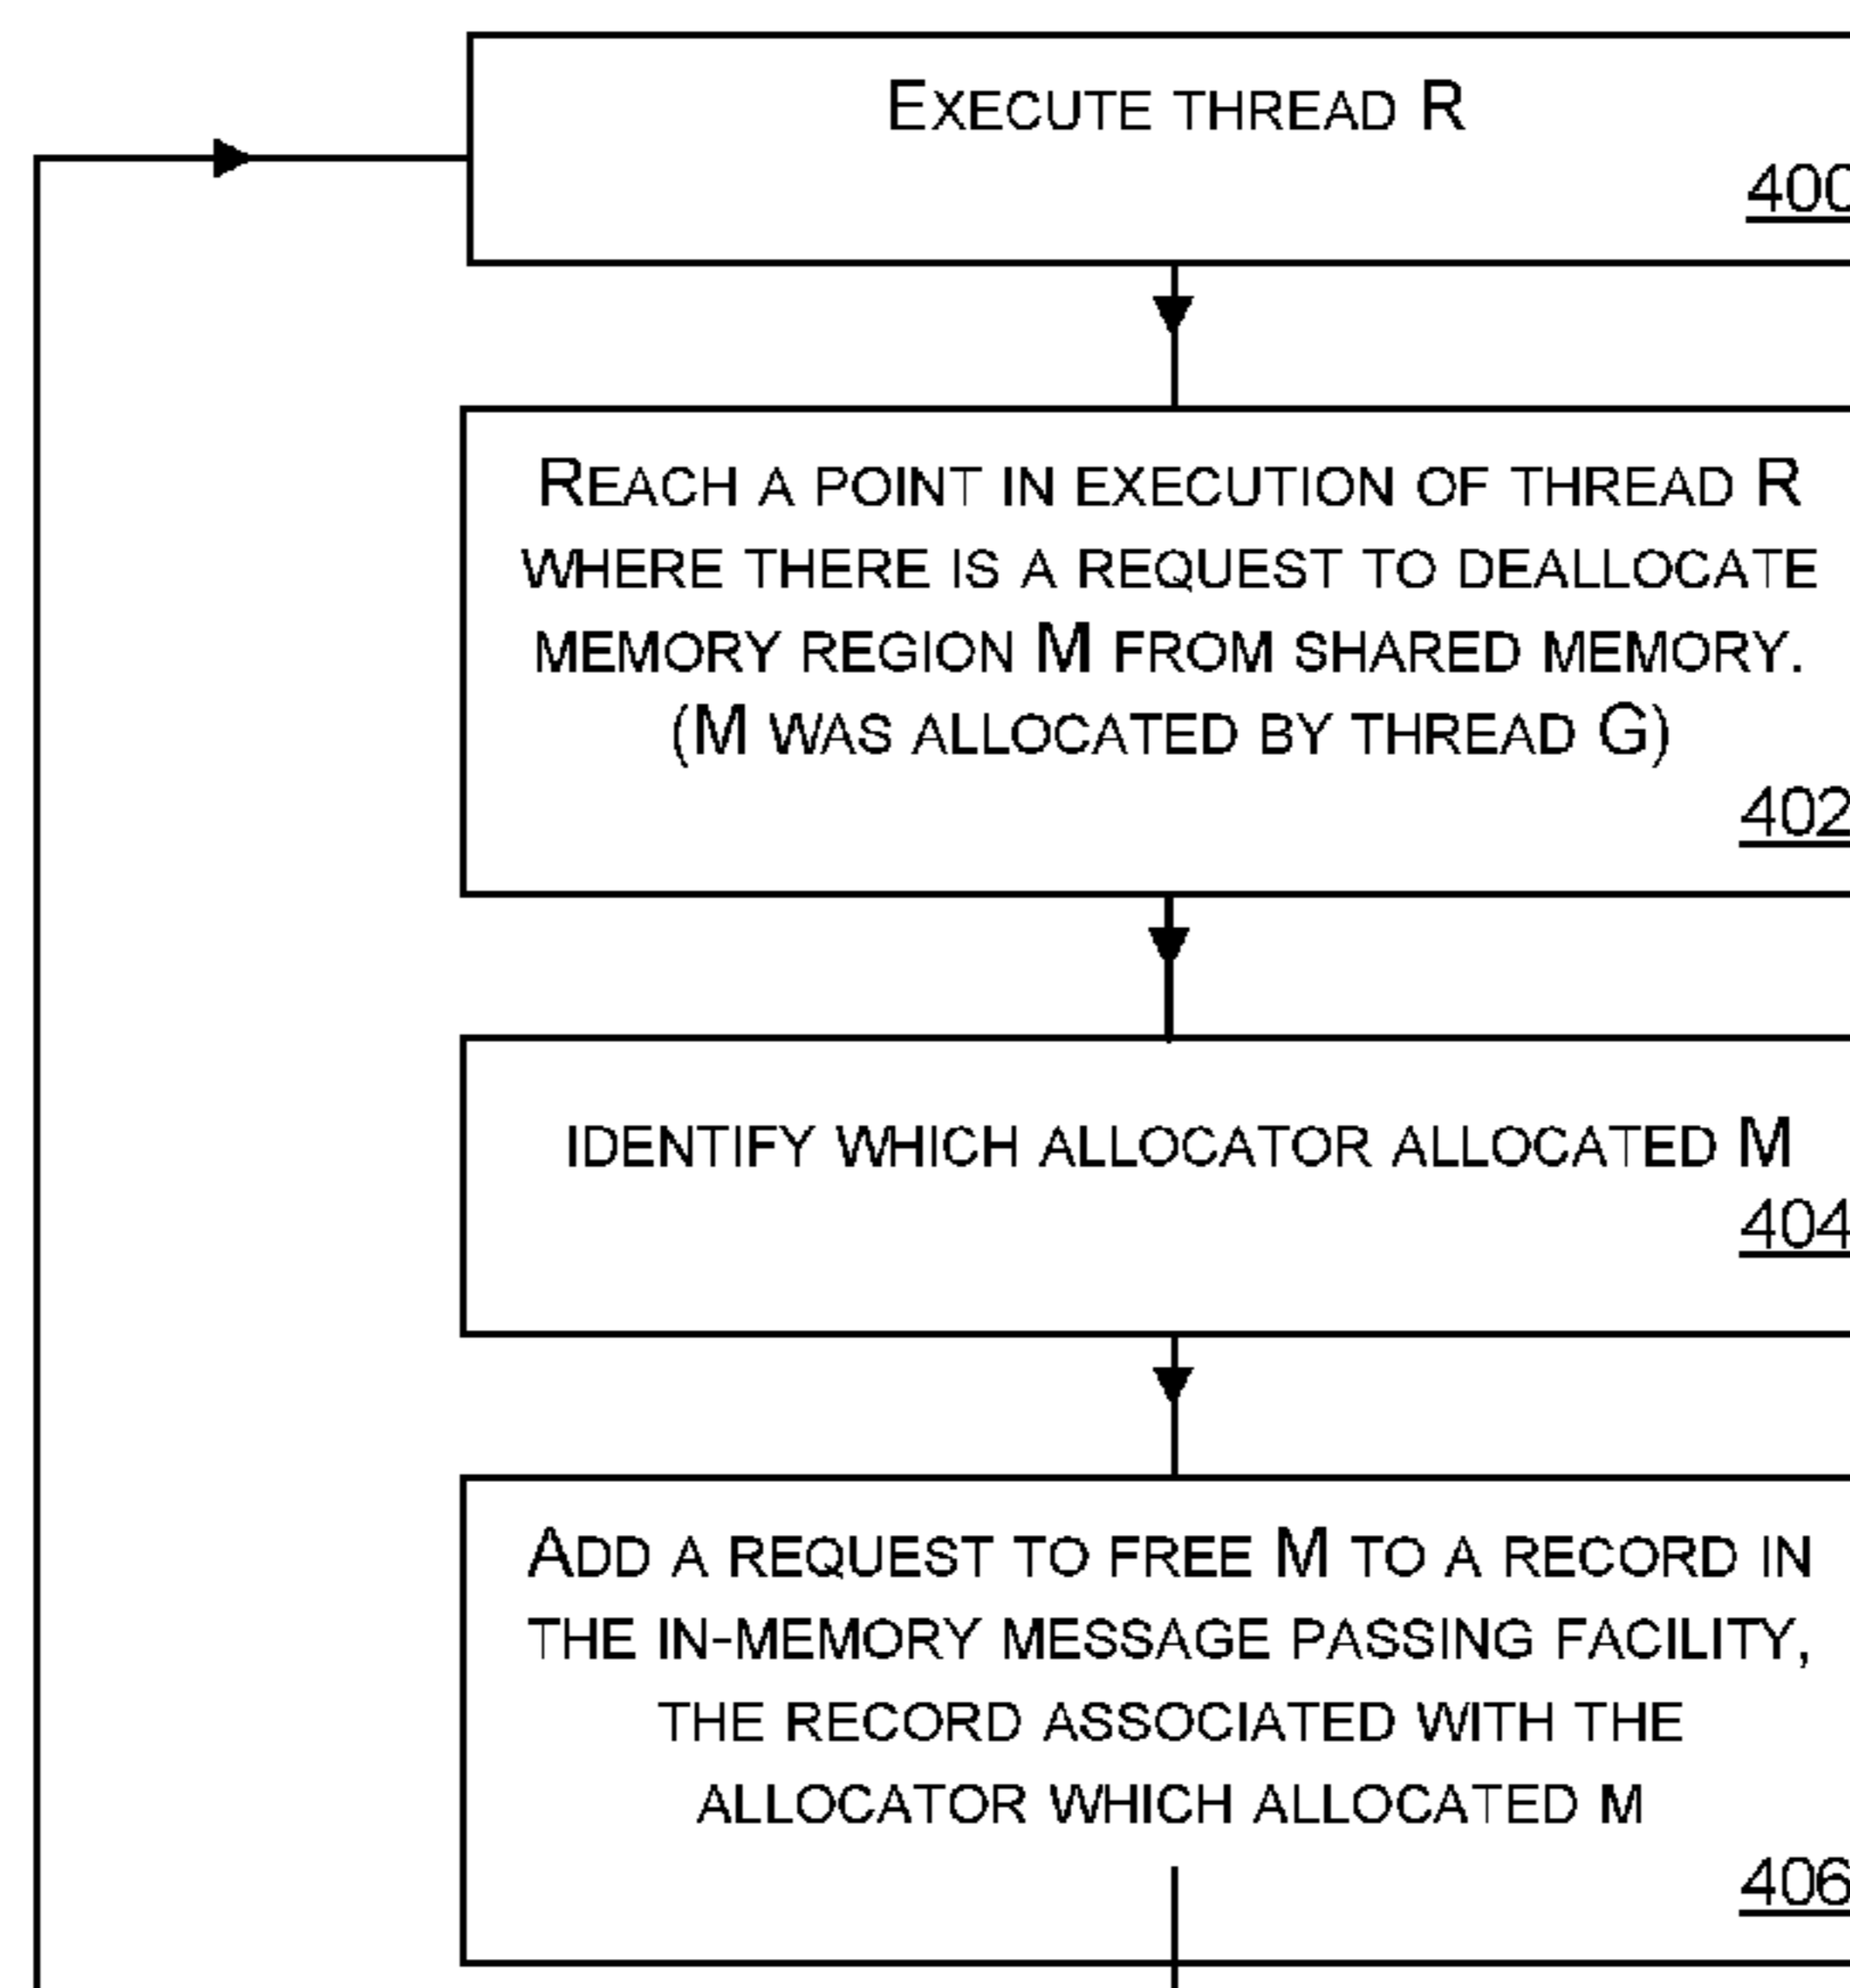 EXECUTE THREAD R
400
REACH A POINT IN EXECUTION OF THREAD R
WHERE THERE IS A REQUEST TO DEALLOCATE
MEMORY REGION M FROM SHARED MEMORY.
(M WAS ALLOCATED BY THREAD G)
402
IDENTIFY WHICH ALLOCATOR ALLOCATED M
404
ADD A REQUEST TO FREE M TO A RECORD IN
THE IN-MEMORY MESSAGE PASSING FACILITY,
THE RECORD ASSOCIATED WITH THE
ALLOCATOR WHICH ALLOCATED M
406